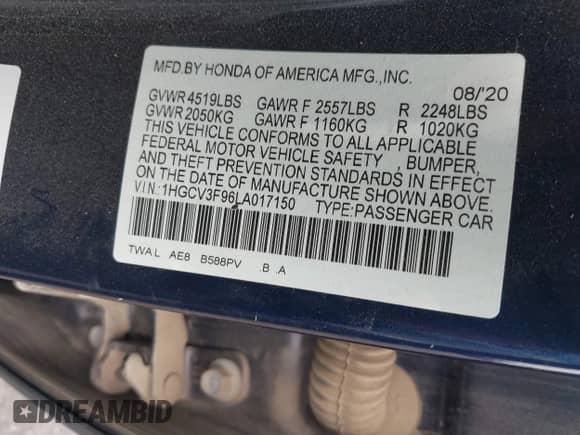 MFD.BY HONDA OF AMERICA MFG.,INC.
08/'20
GVWR 4519LBS GAWR F 2557LBS R 2248LBS
GVWR 2050KG GAWR F 1160KG R 1020KG
THIS VEHICLE CONFORMS TO ALL APPLICABLE
FEDERAL MOTOR VEHICLE SAFETY , BUMPER,
AND THEFT PREVENTION STANDARDS IN EFFECT
ON THE DATE OF MANUFACTURE SHOWN ABOVE.
V.I.N.:1HGCV3F96LA017150 TYPE:PASSENGER CAR
TWAL AE8 B588PV .B .A
DREAMBID